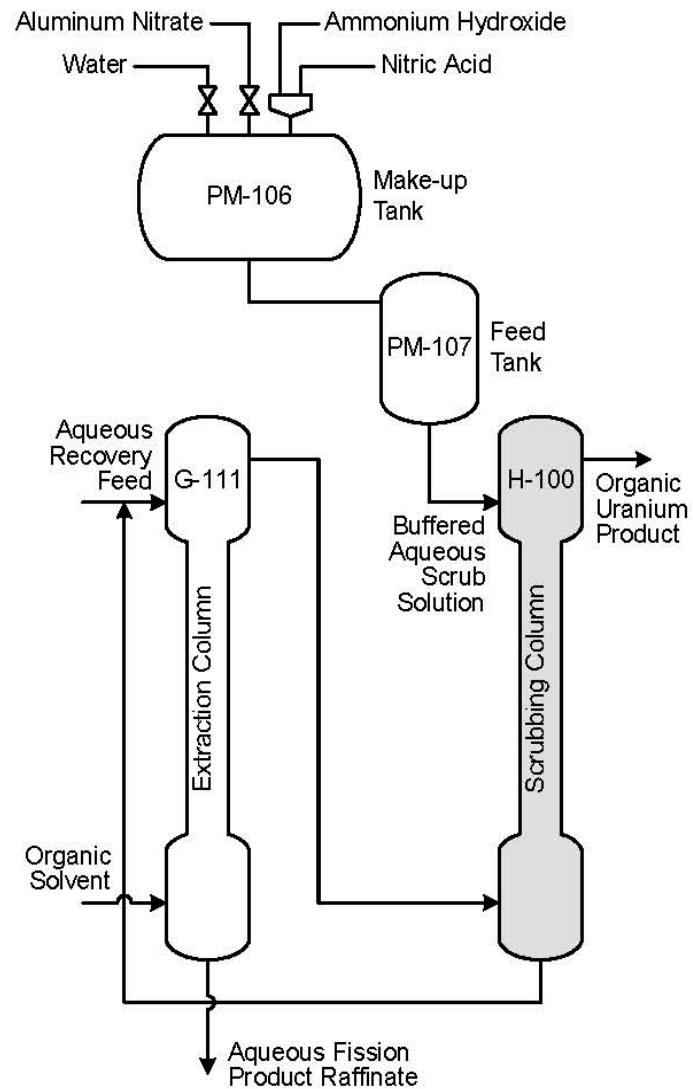 Aluminum Nitrate
Ammonium Hydroxide
Water
Nitric Acid
PM-106
Make-up
Tank
PM-107
Feed
Tank
Aqueous
Recovery
Feed
G-111
H-100
Organic
Uranium
Product
Buffered
Aqueous
Scrub
Solution
Extraction Column
Scrubbing Column
Organic
Solvent
Aqueous Fission
Product Raffinate